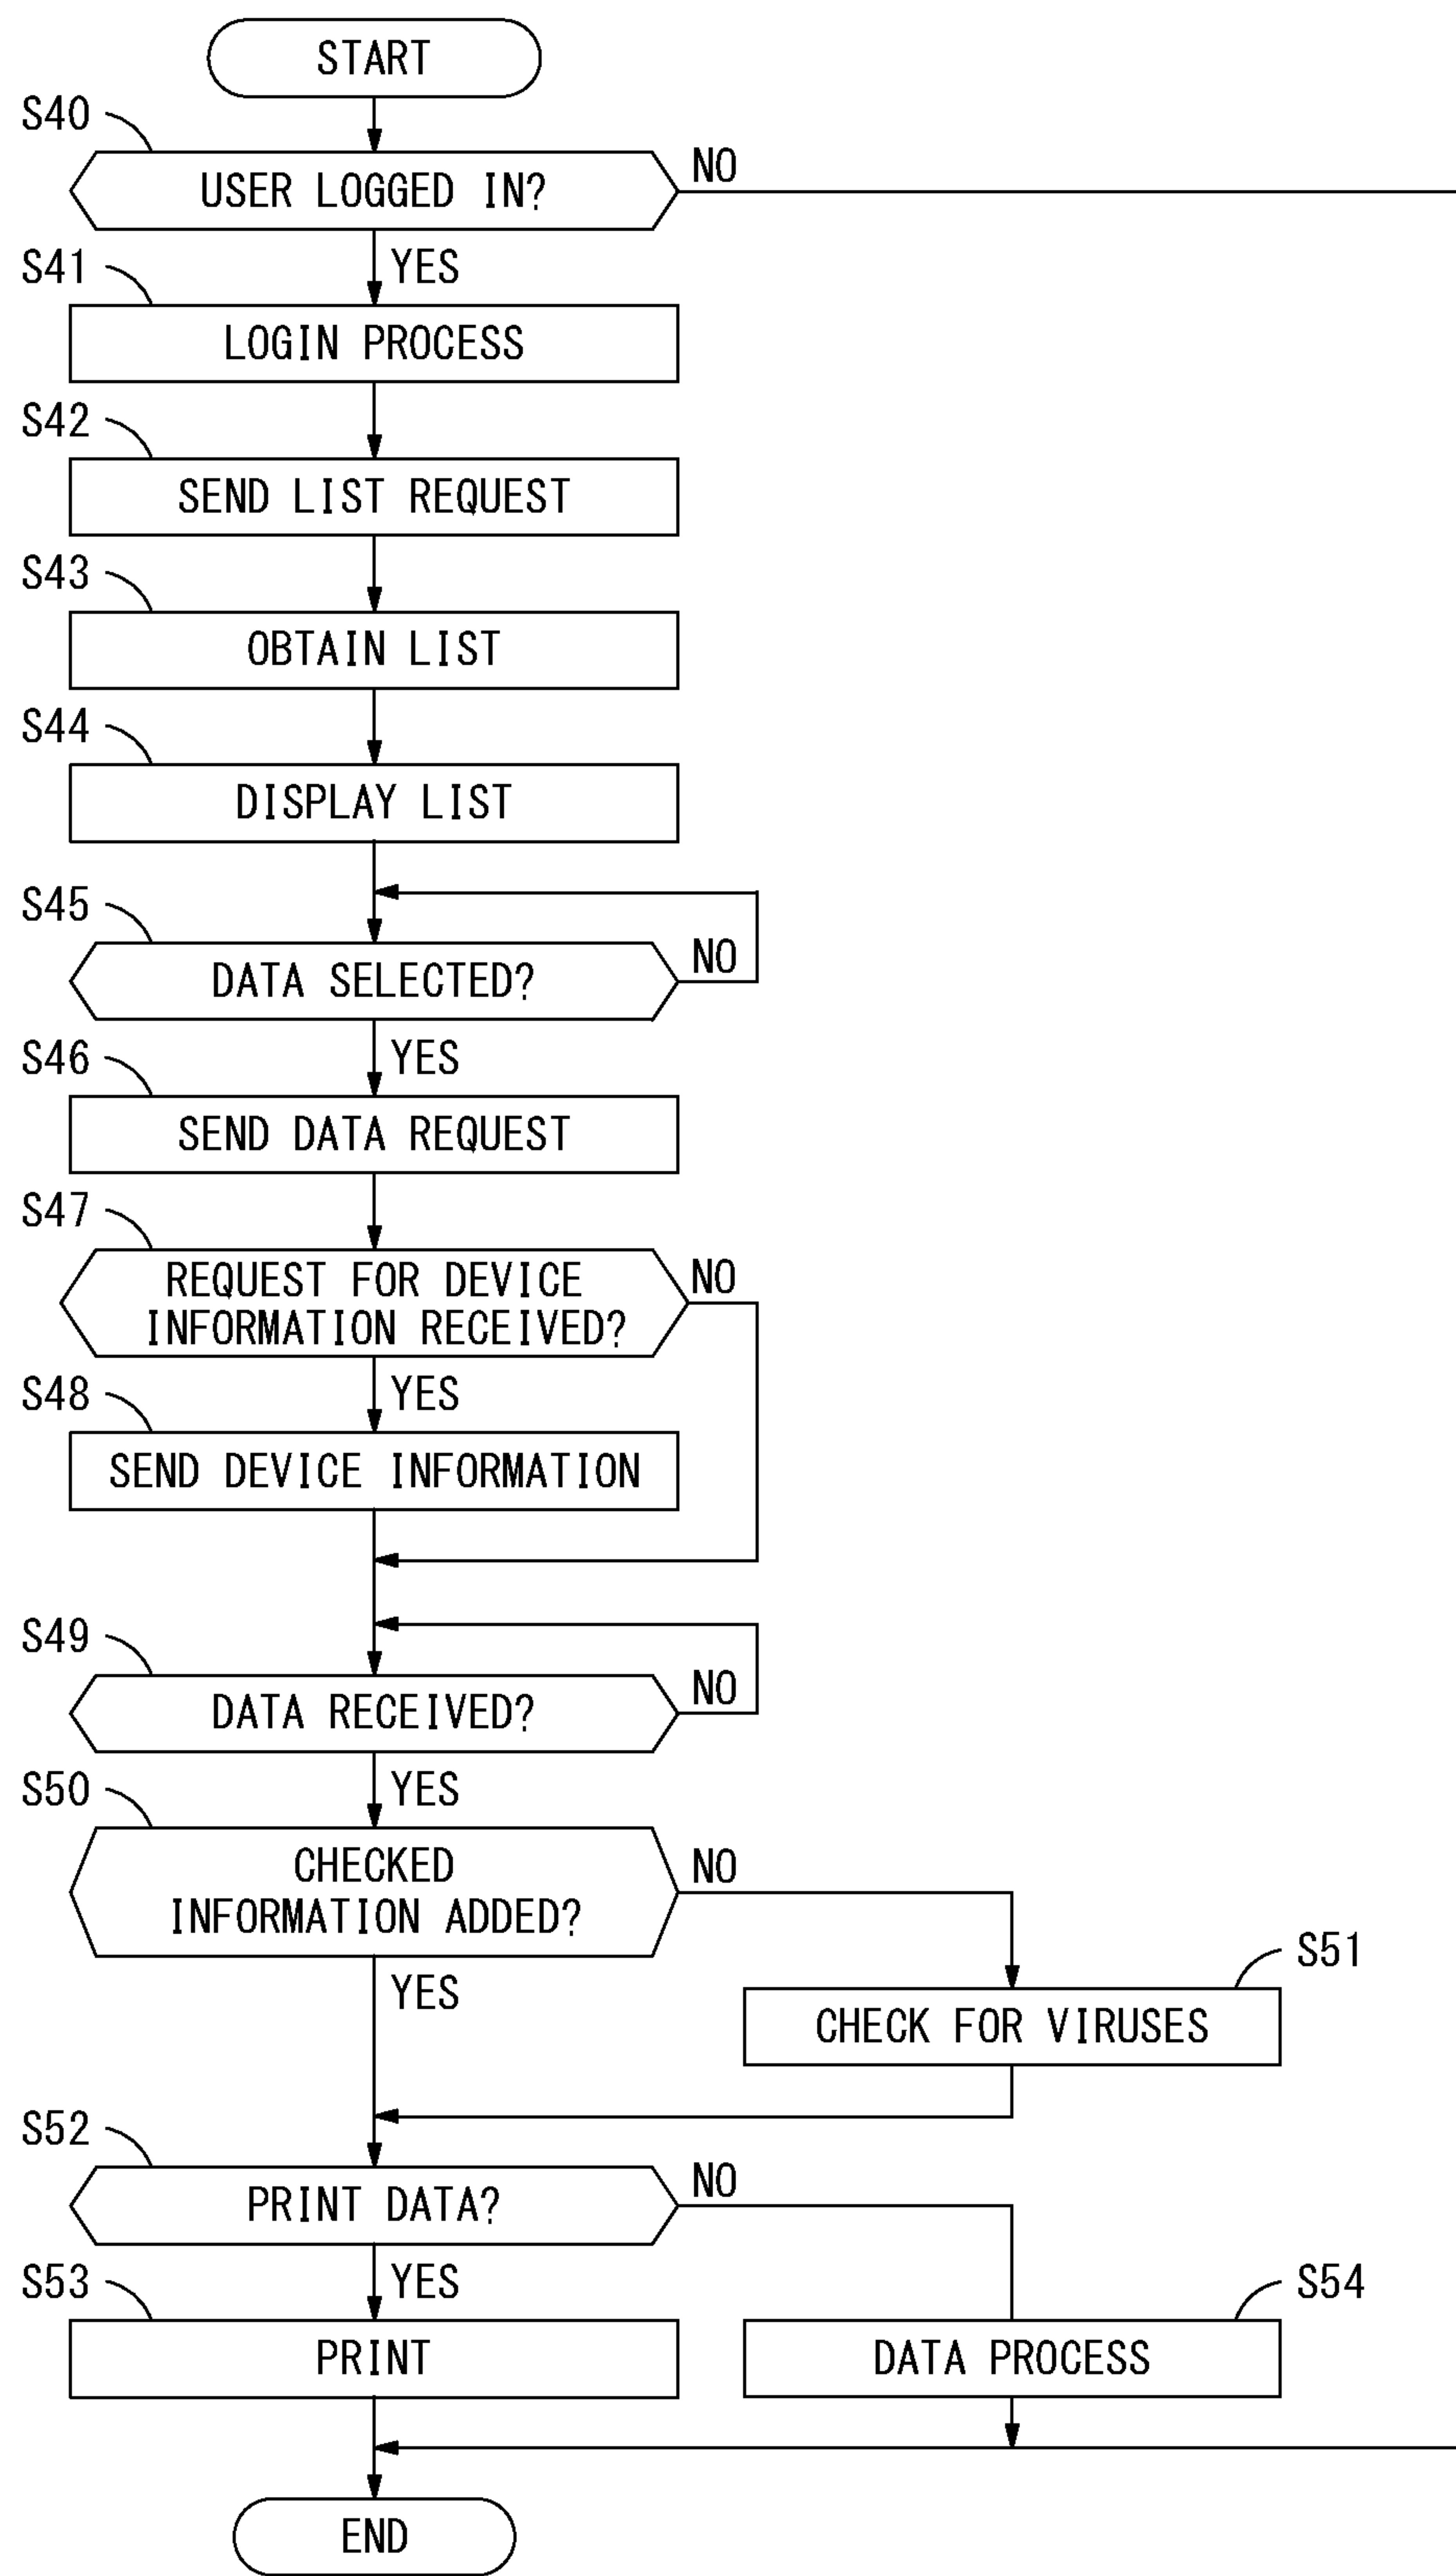 START
S40
USER LOGGED IN?
NO
YES
S41
LOGIN PROCESS
S42
SEND LIST REQUEST
S43
OBTAIN LIST
S44
DISPLAY LIST
S45
DATA SELECTED?
NO
YES
S46
SEND DATA REQUEST
S47
REQUEST FOR DEVICE
INFORMATION RECEIVED?
NO
YES
S48
SEND DEVICE INFORMATION
S49
DATA RECEIVED?
NO
YES
S50
CHECKED
INFORMATION ADDED?
NO
YES
S51
CHECK FOR VIRUSES
S52
PRINT DATA?
NO
YES
S53
PRINT
S54
DATA PROCESS
END